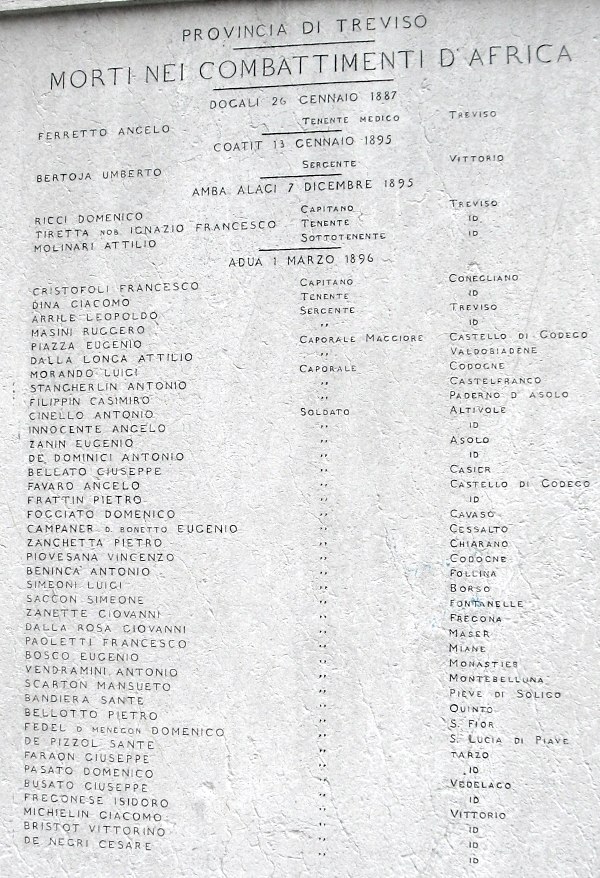 PROVINCIA DI TREVISO
MORTI NEI COMBATTIMENTI D'AFRICA
DOGALI 26 GENNAIO 1887
FERRETTO ANGELO TENENTE MEDICO TREVISO
COATIT 13 GENNAIO 1895
BERTOJA UMBERTO SERGENTE VITTORIO
AMBA ALAGI 7 DICEMBRE 1895
RICCI DOMENICO CAPITANO TREVISO
TIRETTA NOB. IGNAZIO FRANCESCO TENENTE ID
MOLINARI ATTILIO SOTTOTENENTE ID
ADUA 1 MARZO 1896
CRISTOFOLI FRANCESCO CAPITANO CONEGLIANO
DINA GIACOMO TENENTE ID
ARRILE LEOPOLDO SERGENTE TREVISO
MASINI RUGGERO ,, ID
PIAZZA EUGENIO CAPORALE MAGGIORE CASTELLO DI GODEGO
DALLA LONGA ATTILIO ,, VALDOBIADENE
MORANDO LUIGI CAPORALE CODOGNE
STANGHERLIN ANTONIO ,, CASTELFRANCO
FILIPPIN CASIMIRO ,, PADERNO D'ASOLO
CINELLO ANTONIO SOLDATO ALTIVOLE
INNOCENTE ANGELO ,, ID
ZANIN EUGENIO ,, ASOLO
DE DOMINICI ANTONIO ,, ID
BELLATO GIUSEPPE ,, CASIER
FAVARO ANGELO ,, CASTELLO DI GODEGO
FRATTIN PIETRO ,, ID
FOGGIATO DOMENICO ,, CAVASO
CAMPANER D. BONETTO EUGENIO ,, CESSALTO
ZANCHETTA PIETRO ,, CHIARANO
PIOVESANA VINCENZO ,, CODOGNE
BENINCA' ANTONIO ,, FOLLINA
SIMEONI LUIGI ,, BORSO
SACCON SIMEONE ,, FONTANELLE
ZANETTE GIOVANNI ,, FREGONA
DALLA ROSA GIOVANNI ,, MASER
PAOLETTI FRANCESCO ,, MIANE
BOSCO EUGENIO ,, MONASTIER
VENDRAMINI ANTONIO ,, MONTEBELLUNA
SCARTON MANSUETO ,, PIEVE DI SOLIGO
BANDIERA SANTE ,, QUINTO
BELLOTTO PIETRO ,, S. FIOR
FEDEL D MENEGON DOMENICO ,, S. LUCIA DI PIAVE
DE PIZZOL SANTE ,, TARZO
FARAON GIUSEPPE ,, ID
PASATO DOMENICO ,, VEDELAGO
BUSATO GIUSEPPE ,, ID
FREGONESE ISIDORO ,, VITTORIO
MICHIELIN GIACOMO ,, ID
BRISTOT VITTORINO ,, ID
DE NEGRI CESARE ,, ID